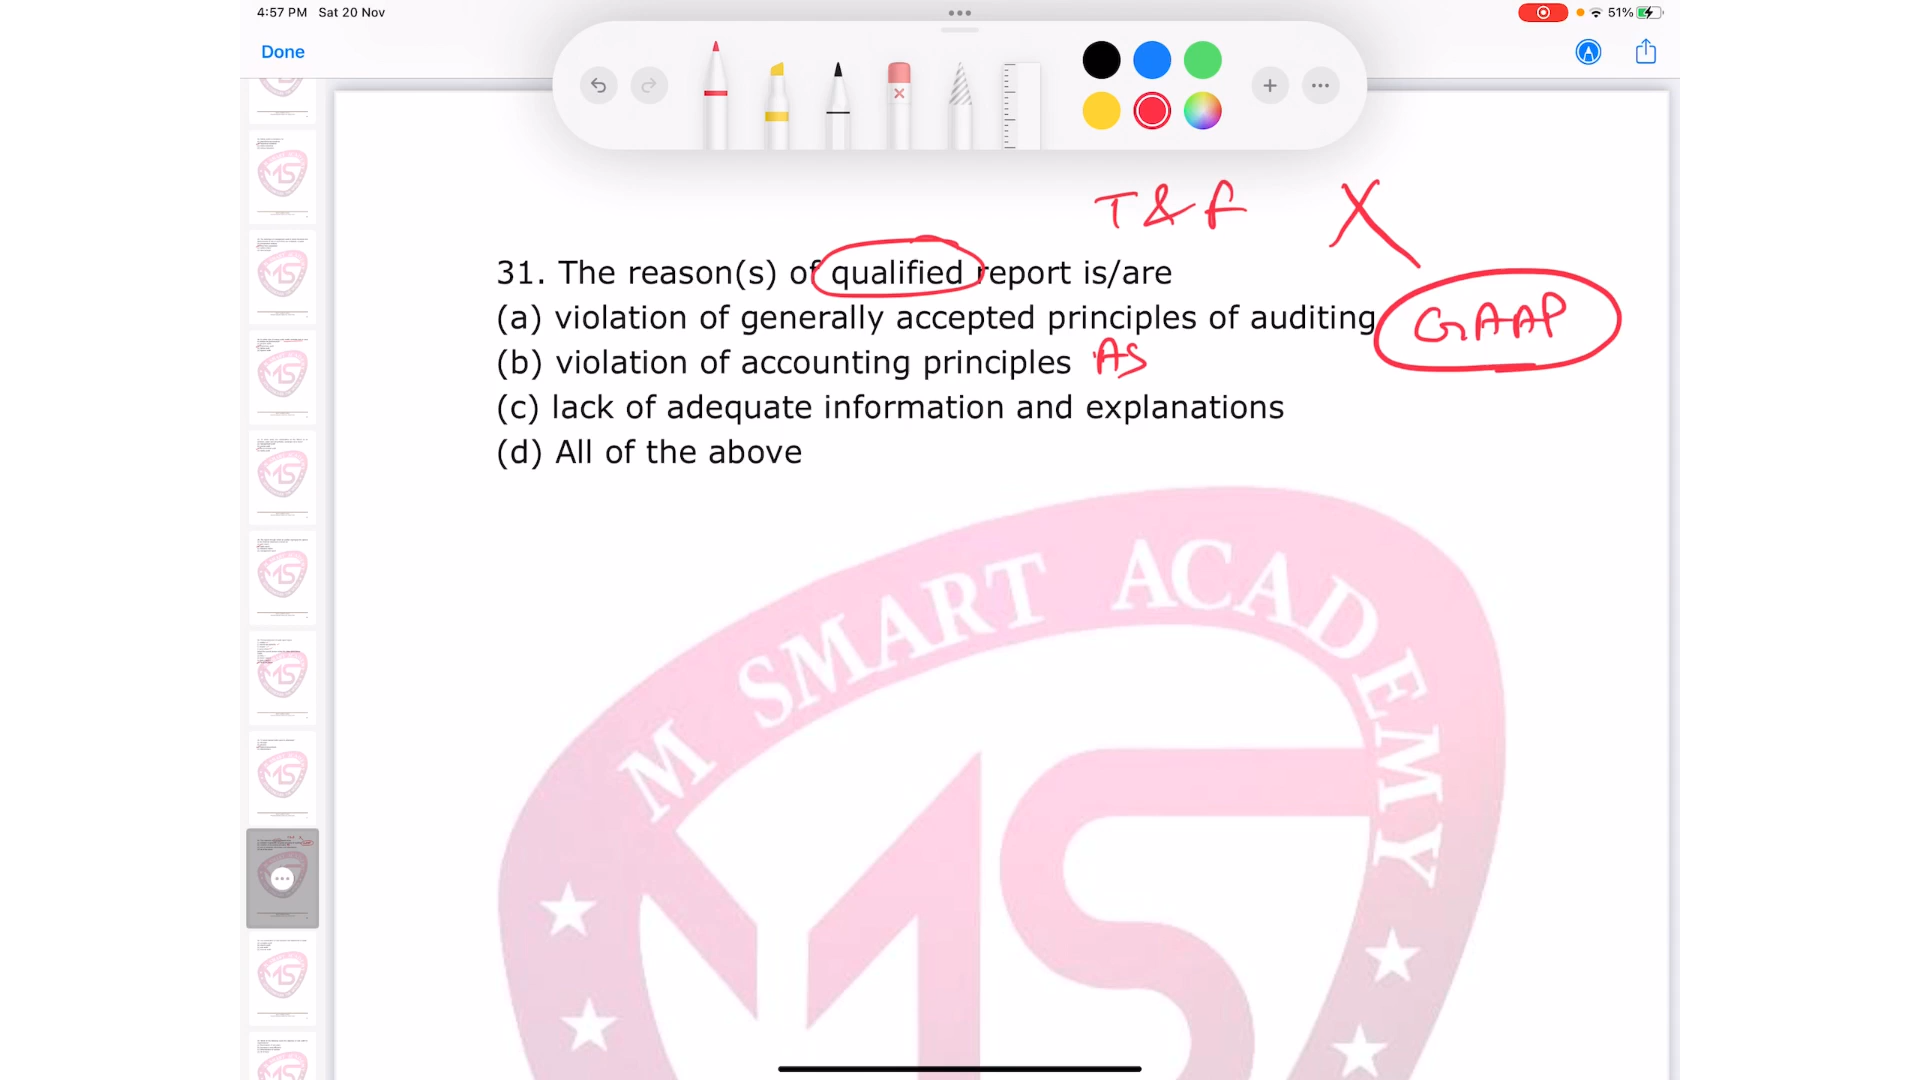 4:57 PM Sat 20 Nov
51%
Done
T & F X
31. The reason(s) of qualified report is/are
(a) violation of generally accepted principles of auditing GAAP
(b) violation of accounting principles AS
(c) lack of adequate information and explanations
(d) All of the above
M SMART ACADEMY
MS